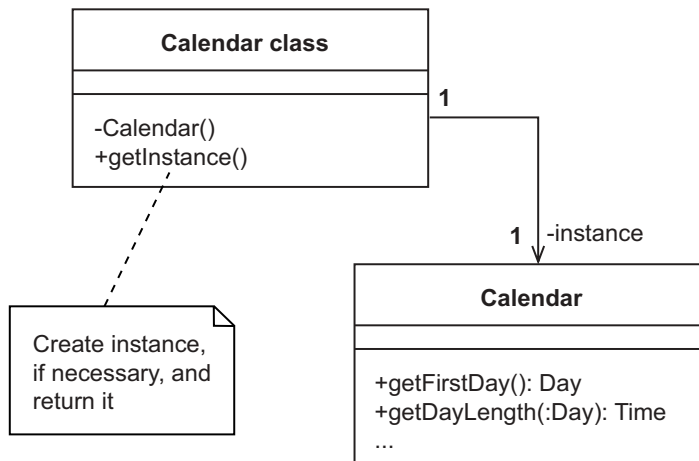 Calendar class
-Calendar()
+getInstance()
1
1
-instance
Create instance,
if necessary, and
return it
Calendar
+getFirstDay(): Day
+getDayLength(:Day): Time
...